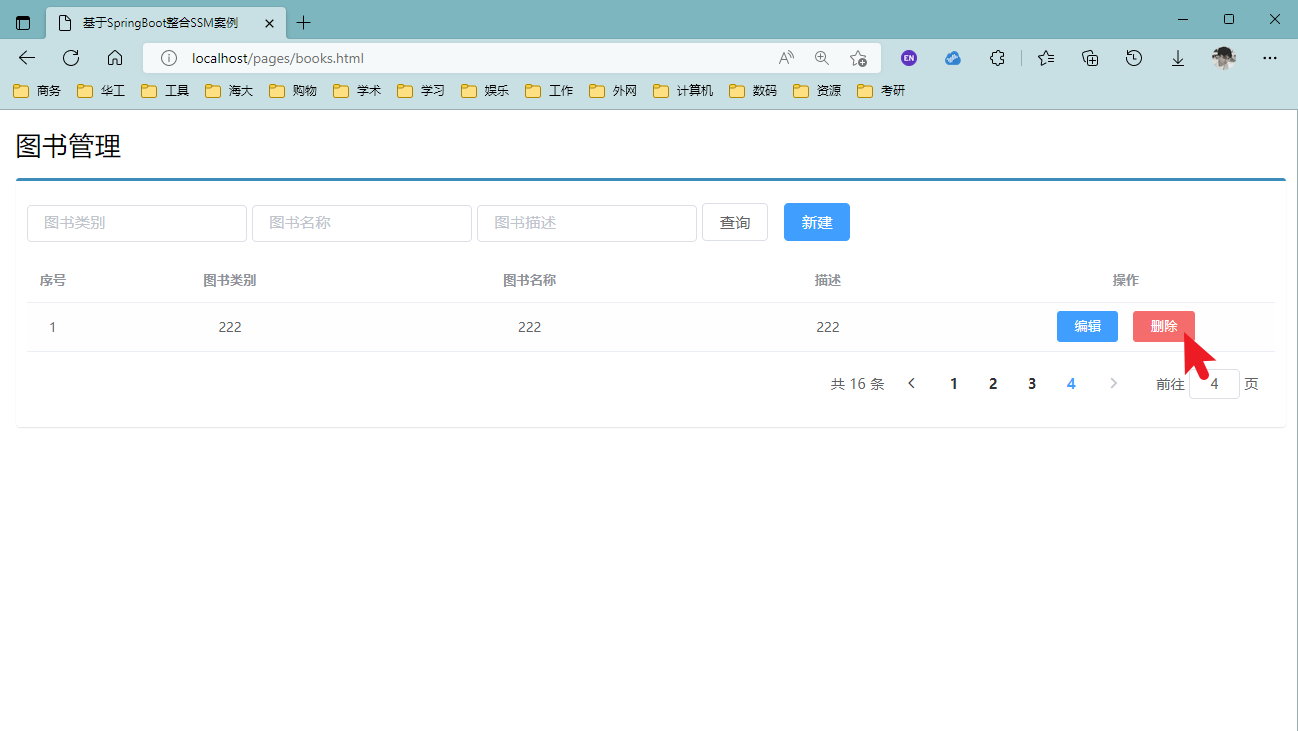 基于SpringBoot整合SSM案例
localhost/pages/books.html
EN
商务 华工 工具 海大 购物 学术 学习 娱乐 工作 外网 计算机 数码 资源 考研
图书管理
图书类别 图书名称 图书描述 查询 新建
序号 图书类别 图书名称 描述 操作
1 222 222 222 编辑 删除
共 16 条 1 2 3 4 前往 4 页